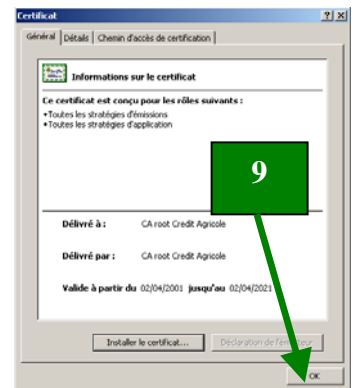 Certificat
Général Détails Chemin d'accès de certification
Informations sur le certificat
Ce certificat est conçu pour les rôles suivants :
•Toutes les stratégies d'émissions
•Toutes les stratégies d'application
9
Délivré à : CA root Credit Agricole
Délivré par : CA root Credit Agricole
Valide à partir du 02/04/2001 jusqu'au 02/04/2021
Installer le certificat... Déclaration de l'émetteur
OK